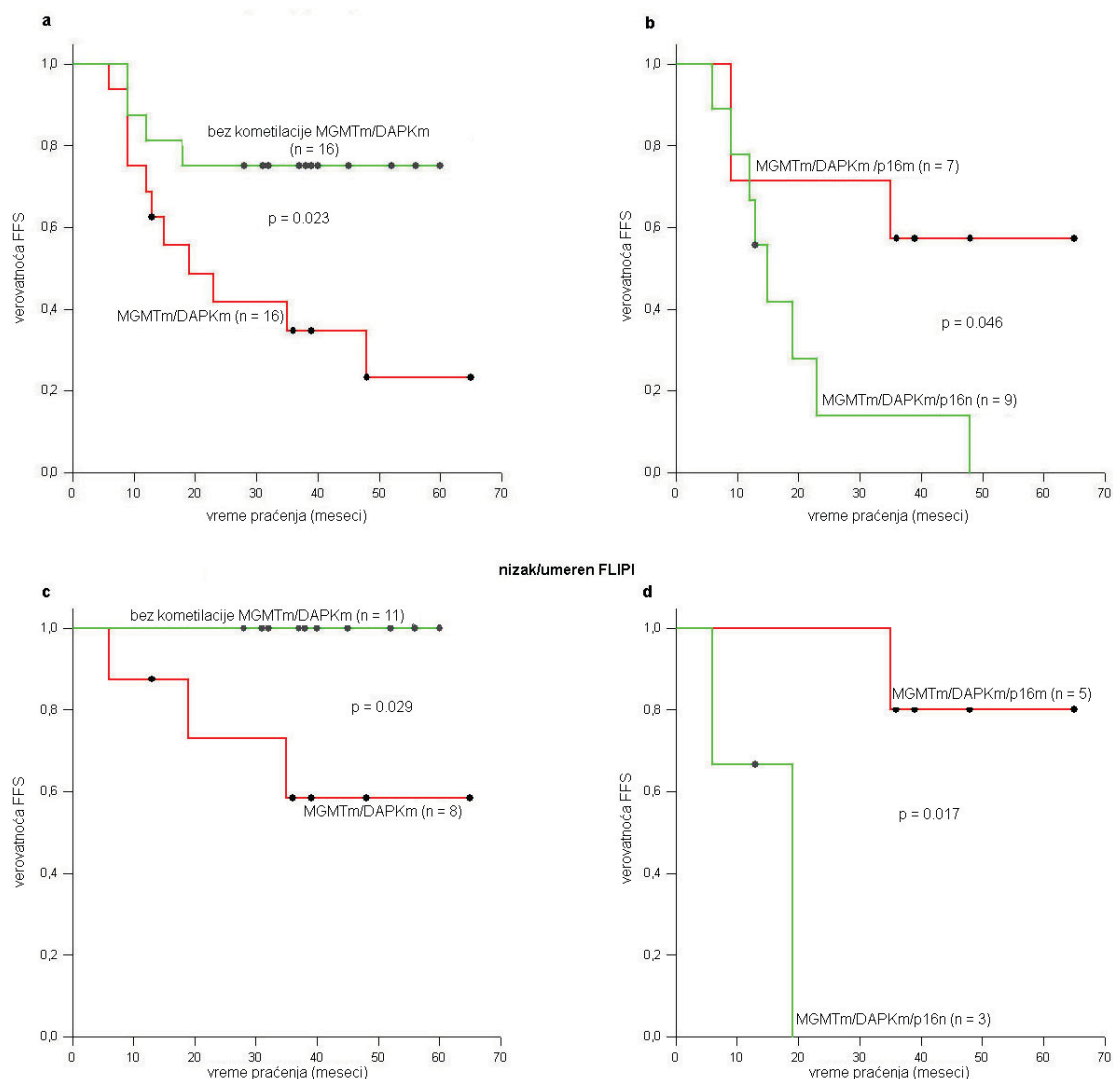 a
1,0
0,8
0,6
0,4
0,2
0,0
verovatnoća FFS
bez kometilacije MGMTm/DAPKm
(n = 16)
p = 0.023
MGMTm/DAPKm (n = 16)
0 10 20 30 40 50 60 70
vreme praćenja (meseci)
b
1,0
0,8
0,6
0,4
0,2
0,0
verovatnoća FFS
MGMTm/DAPKm /p16m (n = 7)
p = 0.046
MGMTm/DAPKm/p16n (n = 9)
0 10 20 30 40 50 60 70
vreme praćenja (meseci)
nizak/umeren FLIPI
c
bez kometilacije MGMTm/DAPKm (n = 11)
1,0
0,8
0,6
0,4
0,2
0,0
verovatnoća FFS
p = 0.029
MGMTm/DAPKm (n = 8)
0 10 20 30 40 50 60 70
vreme praćenja (meseci)
d
1,0
0,8
0,6
0,4
0,2
0,0
verovatnoća FFS
MGMTm/DAPKm/p16m (n = 5)
p = 0.017
MGMTm/DAPKm/p16n (n = 3)
0 10 20 30 40 50 60 70
vreme praćenja (meseci)